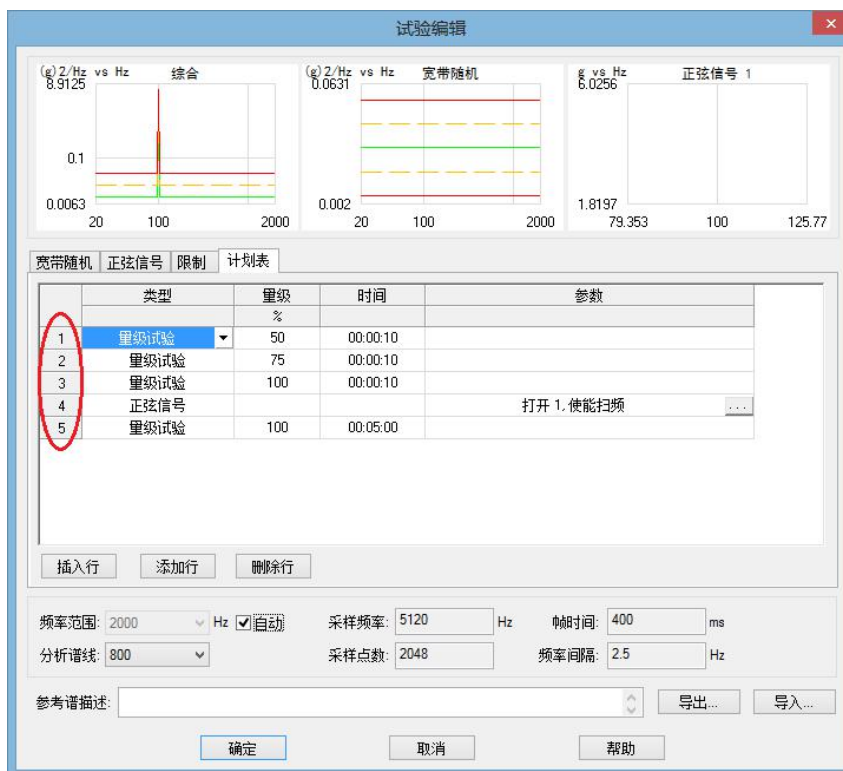 试验编辑
(g)2/Hz vs Hz 综合
8.9125
0.1
0.0063
20 100 2000
(g)2/Hz vs Hz 宽带随机
0.0631
0.002
20 100 2000
g vs Hz 正弦信号 1
6.0256
1.8197
79.353 100 125.77
宽带随机 正弦信号 限制 计划表
类型 量级 时间 参数
%
1 量级试验 50 00:00:10
2 量级试验 75 00:00:10
3 量级试验 100 00:00:10
4 正弦信号 打开 1,使能扫频 ...
5 量级试验 100 00:05:00
插入行 添加行 删除行
频率范围: 2000 Hz 自动 采样频率: 5120 Hz 帧时间: 400 ms
分析谱线: 800 采样点数: 2048 频率间隔: 2.5 Hz
参考谱描述: 导出... 导入...
确定 取消 帮助